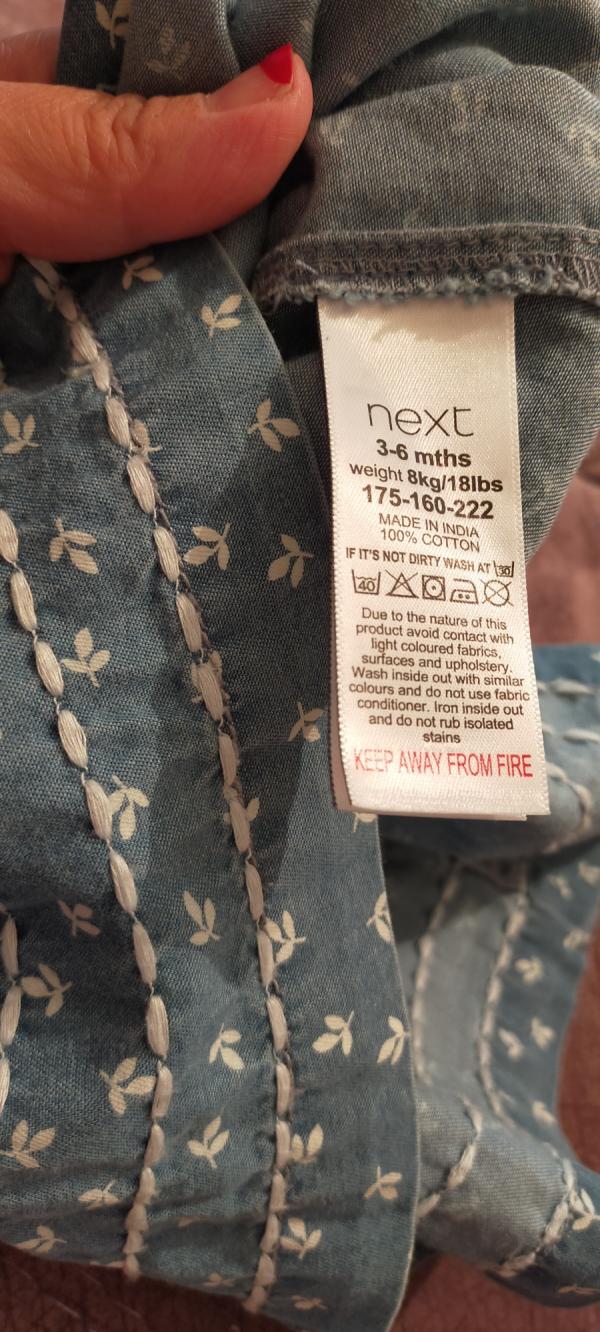 next
3-6 mths
weight 8kg/18lbs
175-160-222
MADE IN INDIA
100% COTTON
IF IT'S NOT DIRTY WASH AT 30
40
Due to the nature of this
product avoid contact with
light coloured fabrics,
surfaces and upholstery.
Wash inside out with similar
colours and do not use fabric
conditioner. Iron inside out
and do not rub isolated
stains
KEEP AWAY FROM FIRE